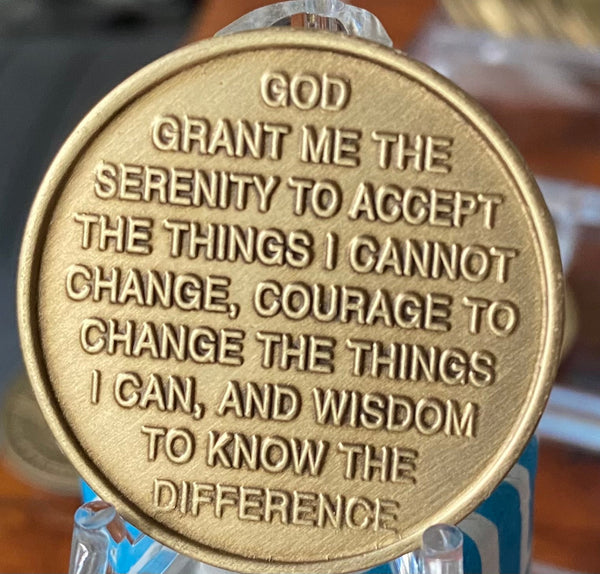 GOD
GRANT ME THE
SERENITY TO ACCEPT
THE THINGS I CANNOT
CHANGE, COURAGE TO
CHANGE THE THINGS
I CAN, AND WISDOM
TO KNOW THE
DIFFERENCE